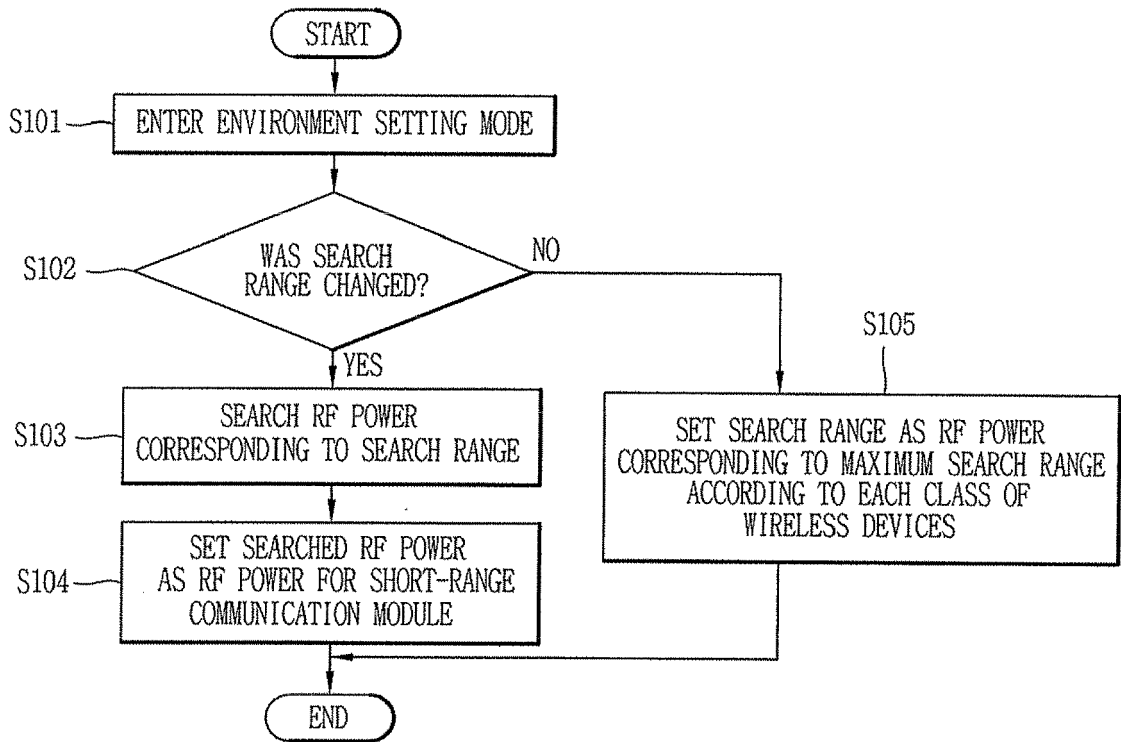 START
S101
ENTER ENVIRONMENT SETTING MODE
S102
WAS SEARCH
RANGE CHANGED?
NO
YES
S103
SEARCH RF POWER
CORRESPONDING TO SEARCH RANGE
S104
SET SEARCHED RF POWER
AS RF POWER FOR SHORT-RANGE
COMMUNICATION MODULE
S105
SET SEARCH RANGE AS RF POWER
CORRESPONDING TO MAXIMUM SEARCH RANGE
ACCORDING TO EACH CLASS OF
WIRELESS DEVICES
END